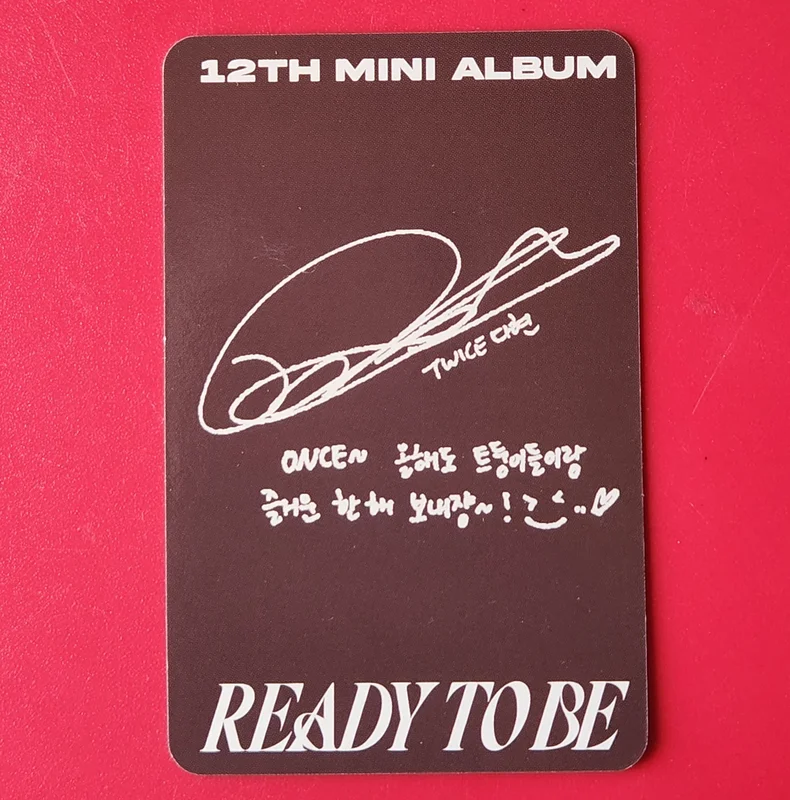 12TH MINI ALBUM
TWICE 다현
ONCE~ 올해도 트둥이들이랑
즐거운 한 해 보내쟝~!
READY TO BE